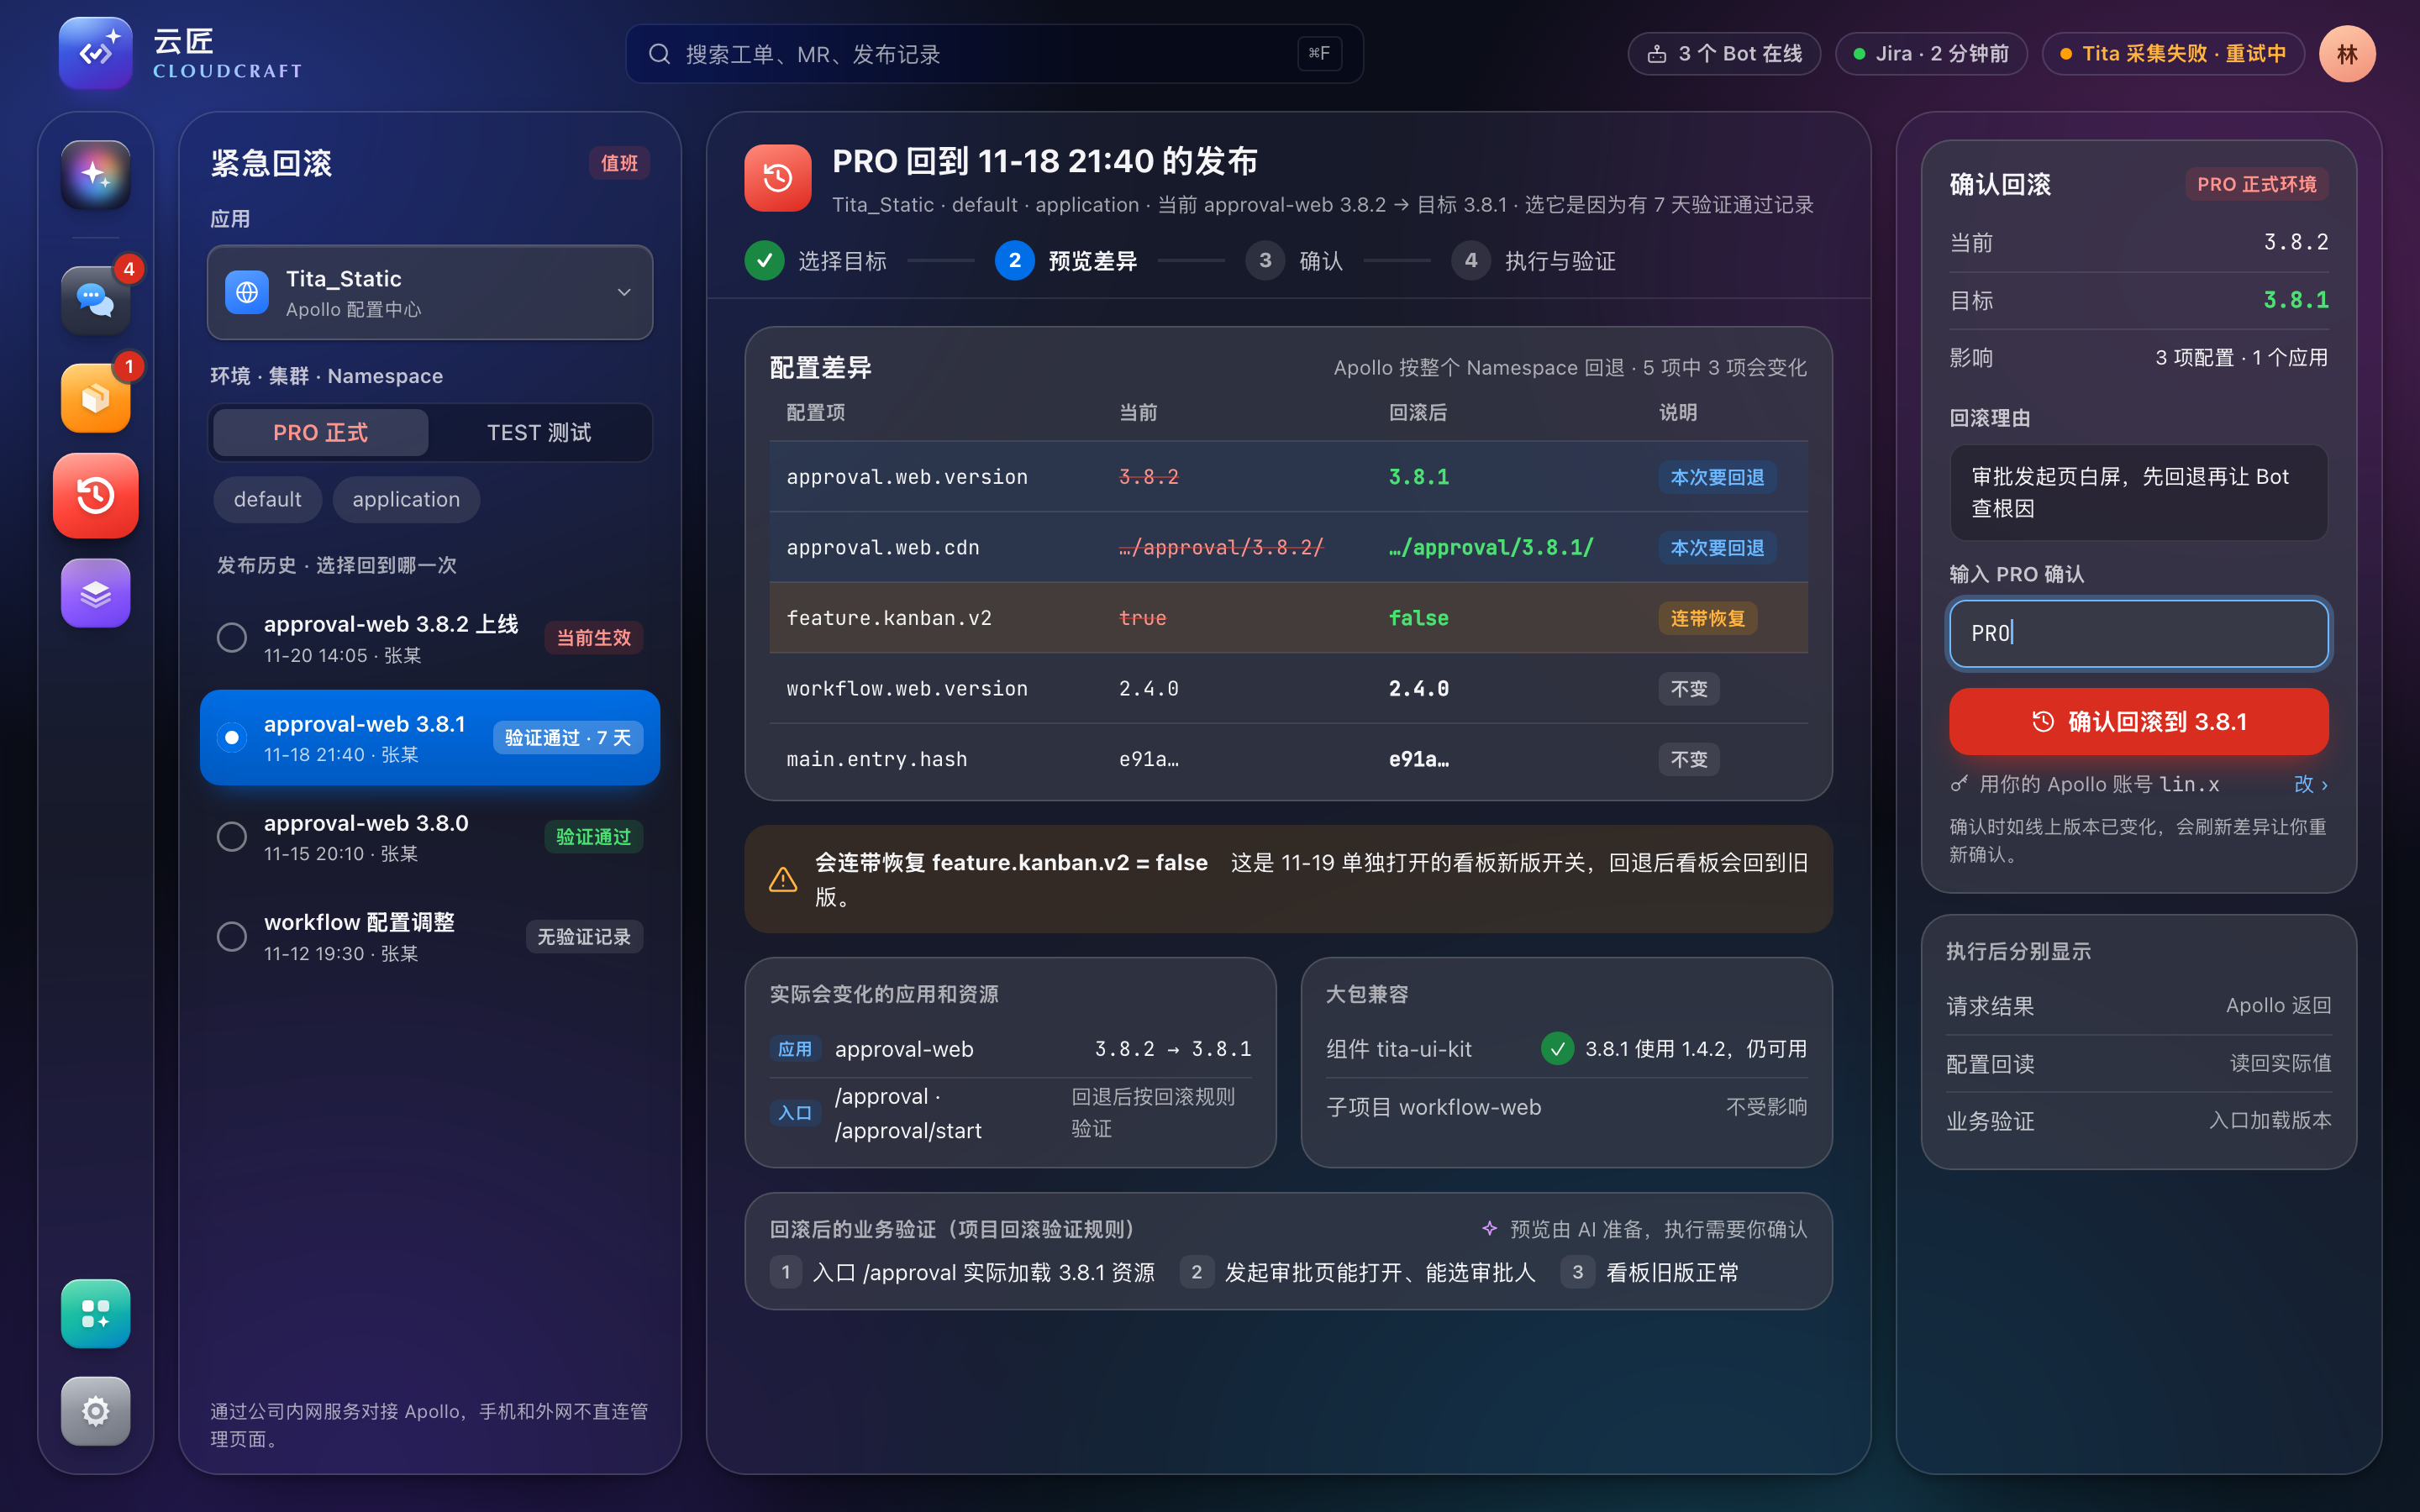 云匠
CLOUDCRAFT
搜索工单、MR、发布记录
⌘F
3 个 Bot 在线
Jira · 2 分钟前
Tita 采集失败 · 重试中
林
4
1
紧急回滚
值班
应用
Tita_Static
Apollo 配置中心
环境 · 集群 · Namespace
PRO 正式
TEST 测试
default
application
发布历史 · 选择回到哪一次
approval-web 3.8.2 上线
11-20 14:05 · 张某
当前生效
approval-web 3.8.1
11-18 21:40 · 张某
验证通过 · 7 天
approval-web 3.8.0
11-15 20:10 · 张某
验证通过
workflow 配置调整
11-12 19:30 · 张某
无验证记录
通过公司内网服务对接 Apollo，手机和外网不直连管
理页面。
PRO 回到 11-18 21:40 的发布
Tita_Static · default · application · 当前 approval-web 3.8.2 → 目标 3.8.1 · 选它是因为有 7 天验证通过记录
选择目标
2 预览差异
3 确认
4 执行与验证
配置差异
Apollo 按整个 Namespace 回退 · 5 项中 3 项会变化
配置项 当前 回滚后 说明
approval.web.version 3.8.2 3.8.1 本次要回退
approval.web.cdn …/approval/3.8.2/ …/approval/3.8.1/ 本次要回退
feature.kanban.v2 true false 连带恢复
workflow.web.version 2.4.0 2.4.0 不变
main.entry.hash e91a… e91a… 不变
会连带恢复 feature.kanban.v2 = false 这是 11-19 单独打开的看板新版开关，回退后看板会回到旧
版。
实际会变化的应用和资源
应用 approval-web 3.8.2 → 3.8.1
入口 /approval ·
/approval/start
回退后按回滚规则
验证
大包兼容
组件 tita-ui-kit 3.8.1 使用 1.4.2，仍可用
子项目 workflow-web 不受影响
回滚后的业务验证（项目回滚验证规则）
预览由 AI 准备，执行需要你确认
1 入口 /approval 实际加载 3.8.1 资源
2 发起审批页能打开、能选审批人
3 看板旧版正常
确认回滚
PRO 正式环境
当前 3.8.2
目标 3.8.1
影响 3 项配置 · 1 个应用
回滚理由
审批发起页白屏，先回退再让 Bot
查根因
输入 PRO 确认
PRO
确认回滚到 3.8.1
用你的 Apollo 账号 lin.x
改 ›
确认时如线上版本已变化，会刷新差异让你重
新确认。
执行后分别显示
请求结果 Apollo 返回
配置回读 读回实际值
业务验证 入口加载版本